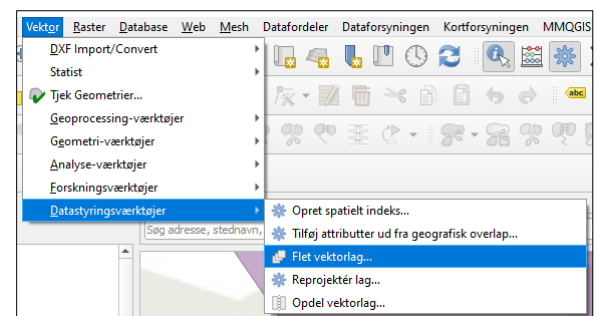 Vektor Raster Database Web Mesh Datafordeler Dataforsyningen Kortforsyningen MMQGIS
DXF Import/Convert
Statist
Tjek Geometrier...
abc
Geoprocessing-værktøjer
Geometri-værktøjer
Analyse-værktøjer
Forskningsværktøjer
Datastyringsværktøjer
Opret spatielt indeks...
Søg adresse, stednavn,
Tilføj attributter ud fra geografisk overlap...
Flet vektorlag...
Reprojektér lag...
Opdel vektorlag...